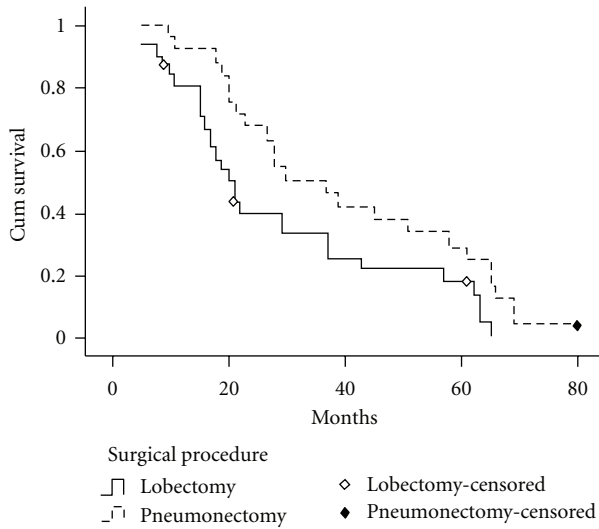 1
0.8
0.6
0.4
0.2
0
Cum survival
0 20 40 60 80
Months
Surgical procedure
Lobectomy
Pneumonectomy
Lobectomy-censored
Pneumonectomy-censored